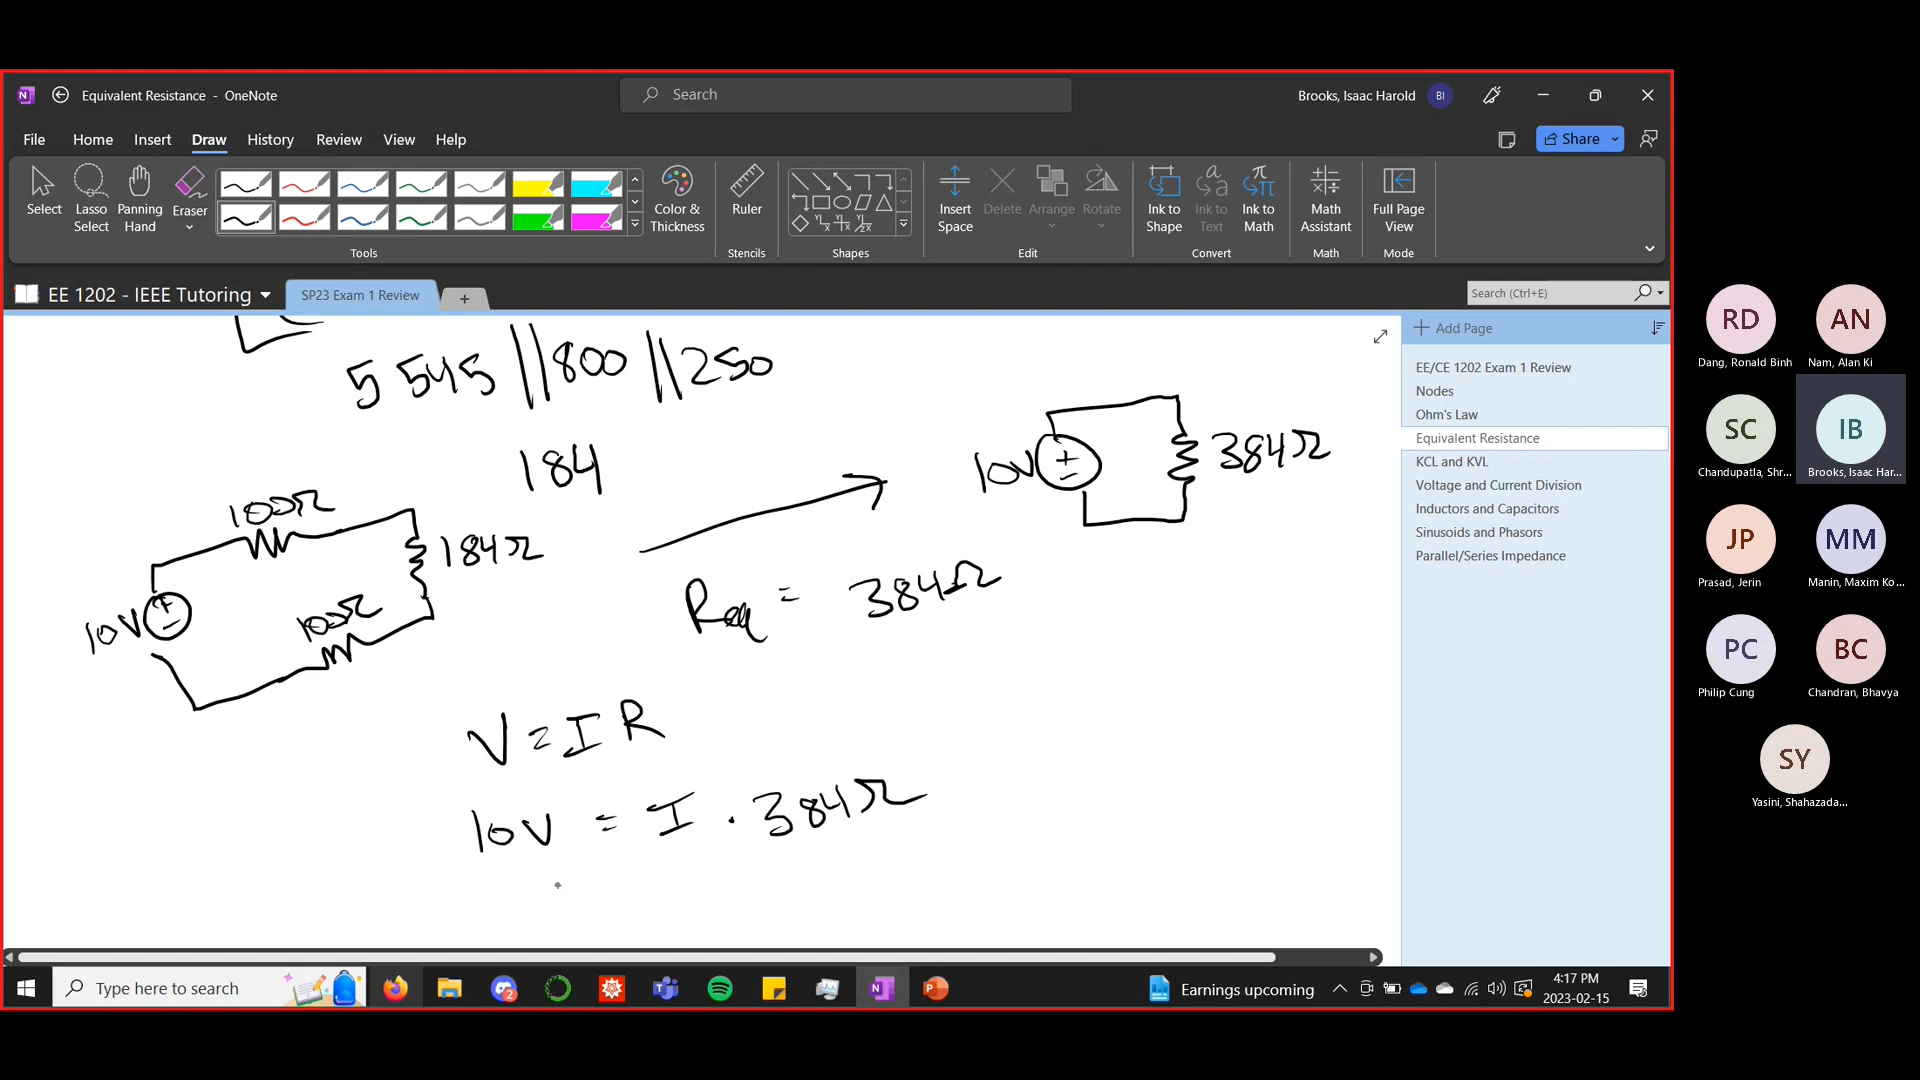 Equivalent Resistance - OneNote
Search
Brooks, Isaac Harold
BI
File Home Insert Draw History Review View Help
Share
Select
Lasso Select
Panning Hand
Eraser
Color & Thickness
Ruler
Insert Space
Delete
Arrange
Rotate
Ink to Shape
Ink to Text
Ink to Math
Math Assistant
Full Page View
Tools
Stencils
Shapes
Edit
Convert
Math
Mode
EE 1202 - IEEE Tutoring
SP23 Exam 1 Review
+
Search (Ctrl+E)
Add Page
EE/CE 1202 Exam 1 Review
Nodes
Ohm's Law
Equivalent Resistance
KCL and KVL
Voltage and Current Division
Inductors and Capacitors
Sinusoids and Phasors
Parallel/Series Impedance
5 545 || 800 || 250
184
100Ω
184Ω
100Ω
10V
+
-
10V
+
-
384Ω
Req = 384Ω
V = IR
10V = I · 384Ω
RD
Dang, Ronald Binh
AN
Nam, Alan Ki
SC
Chandupatla, Shr...
IB
Brooks, Isaac Har...
JP
Prasad, Jerin
MM
Manin, Maxim Ko...
PC
Philip Cung
BC
Chandran, Bhavya
SY
Yasini, Shahazada...
Type here to search
Earnings upcoming
4:17 PM
2023-02-15